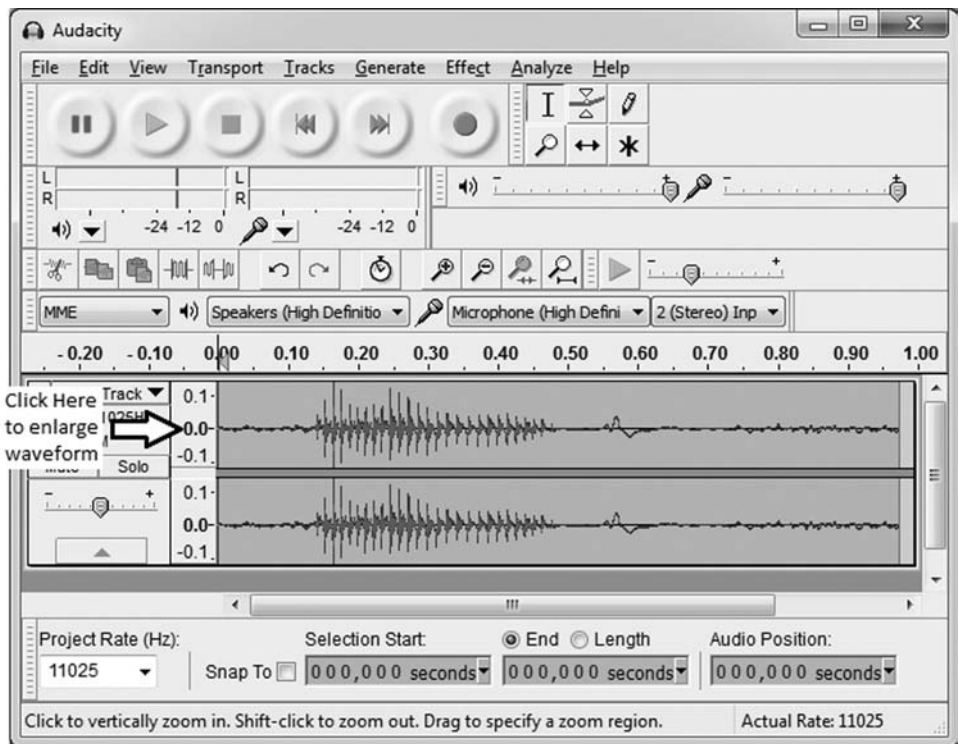 Audacity
File Edit View Transport Tracks Generate Effect Analyze Help
L
R
-24 -12 0
L
R
-24 -12 0
- +
- +
- +
MME
Speakers (High Definitio
Microphone (High Defini
2 (Stereo) Inp
- 0.20 - 0.10 0.00 0.10 0.20 0.30 0.40 0.50 0.60 0.70 0.80 0.90 1.00
Click Here
to enlarge
waveform
Track
Mute Solo
- +
0.1
0.0
-0.1
0.1
0.0
-0.1
Project Rate (Hz):
11025
Snap To
Selection Start:
000,000 seconds
End Length
000,000 seconds
Audio Position:
000,000 seconds
Click to vertically zoom in. Shift-click to zoom out. Drag to specify a zoom region.
Actual Rate: 11025